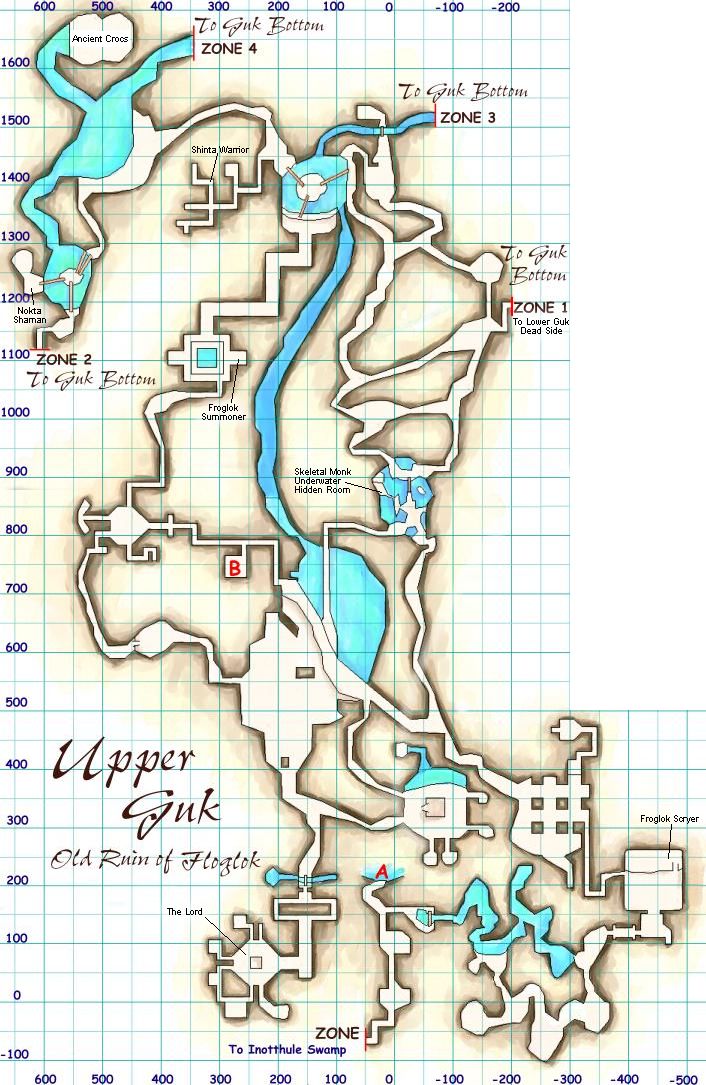 600 500 400 300 200 100 0 -100 -200
To Guk Bottom
Ancient Crocs
ZONE 4
1600
To Guk Bottom
1500
ZONE 3
Shinta Warrior
1400
1300
To Guk
Bottom
1200
Nokta
Shaman
ZONE 1
To Lower Guk
Dead Side
1100
ZONE 2
To Guk Bottom
Froglok
Summoner
1000
900
Skeletal Monk
Underwater
Hidden Room
800
B
700
600
500
Upper
Guk
400
300
Froglok Scryer
Old Ruin of Floglok
A
200
The Lord
100
0
ZONE
To Inotthule Swamp
-100
600 500 400 300 200 100 0 -100 -200 -300 -400 -500